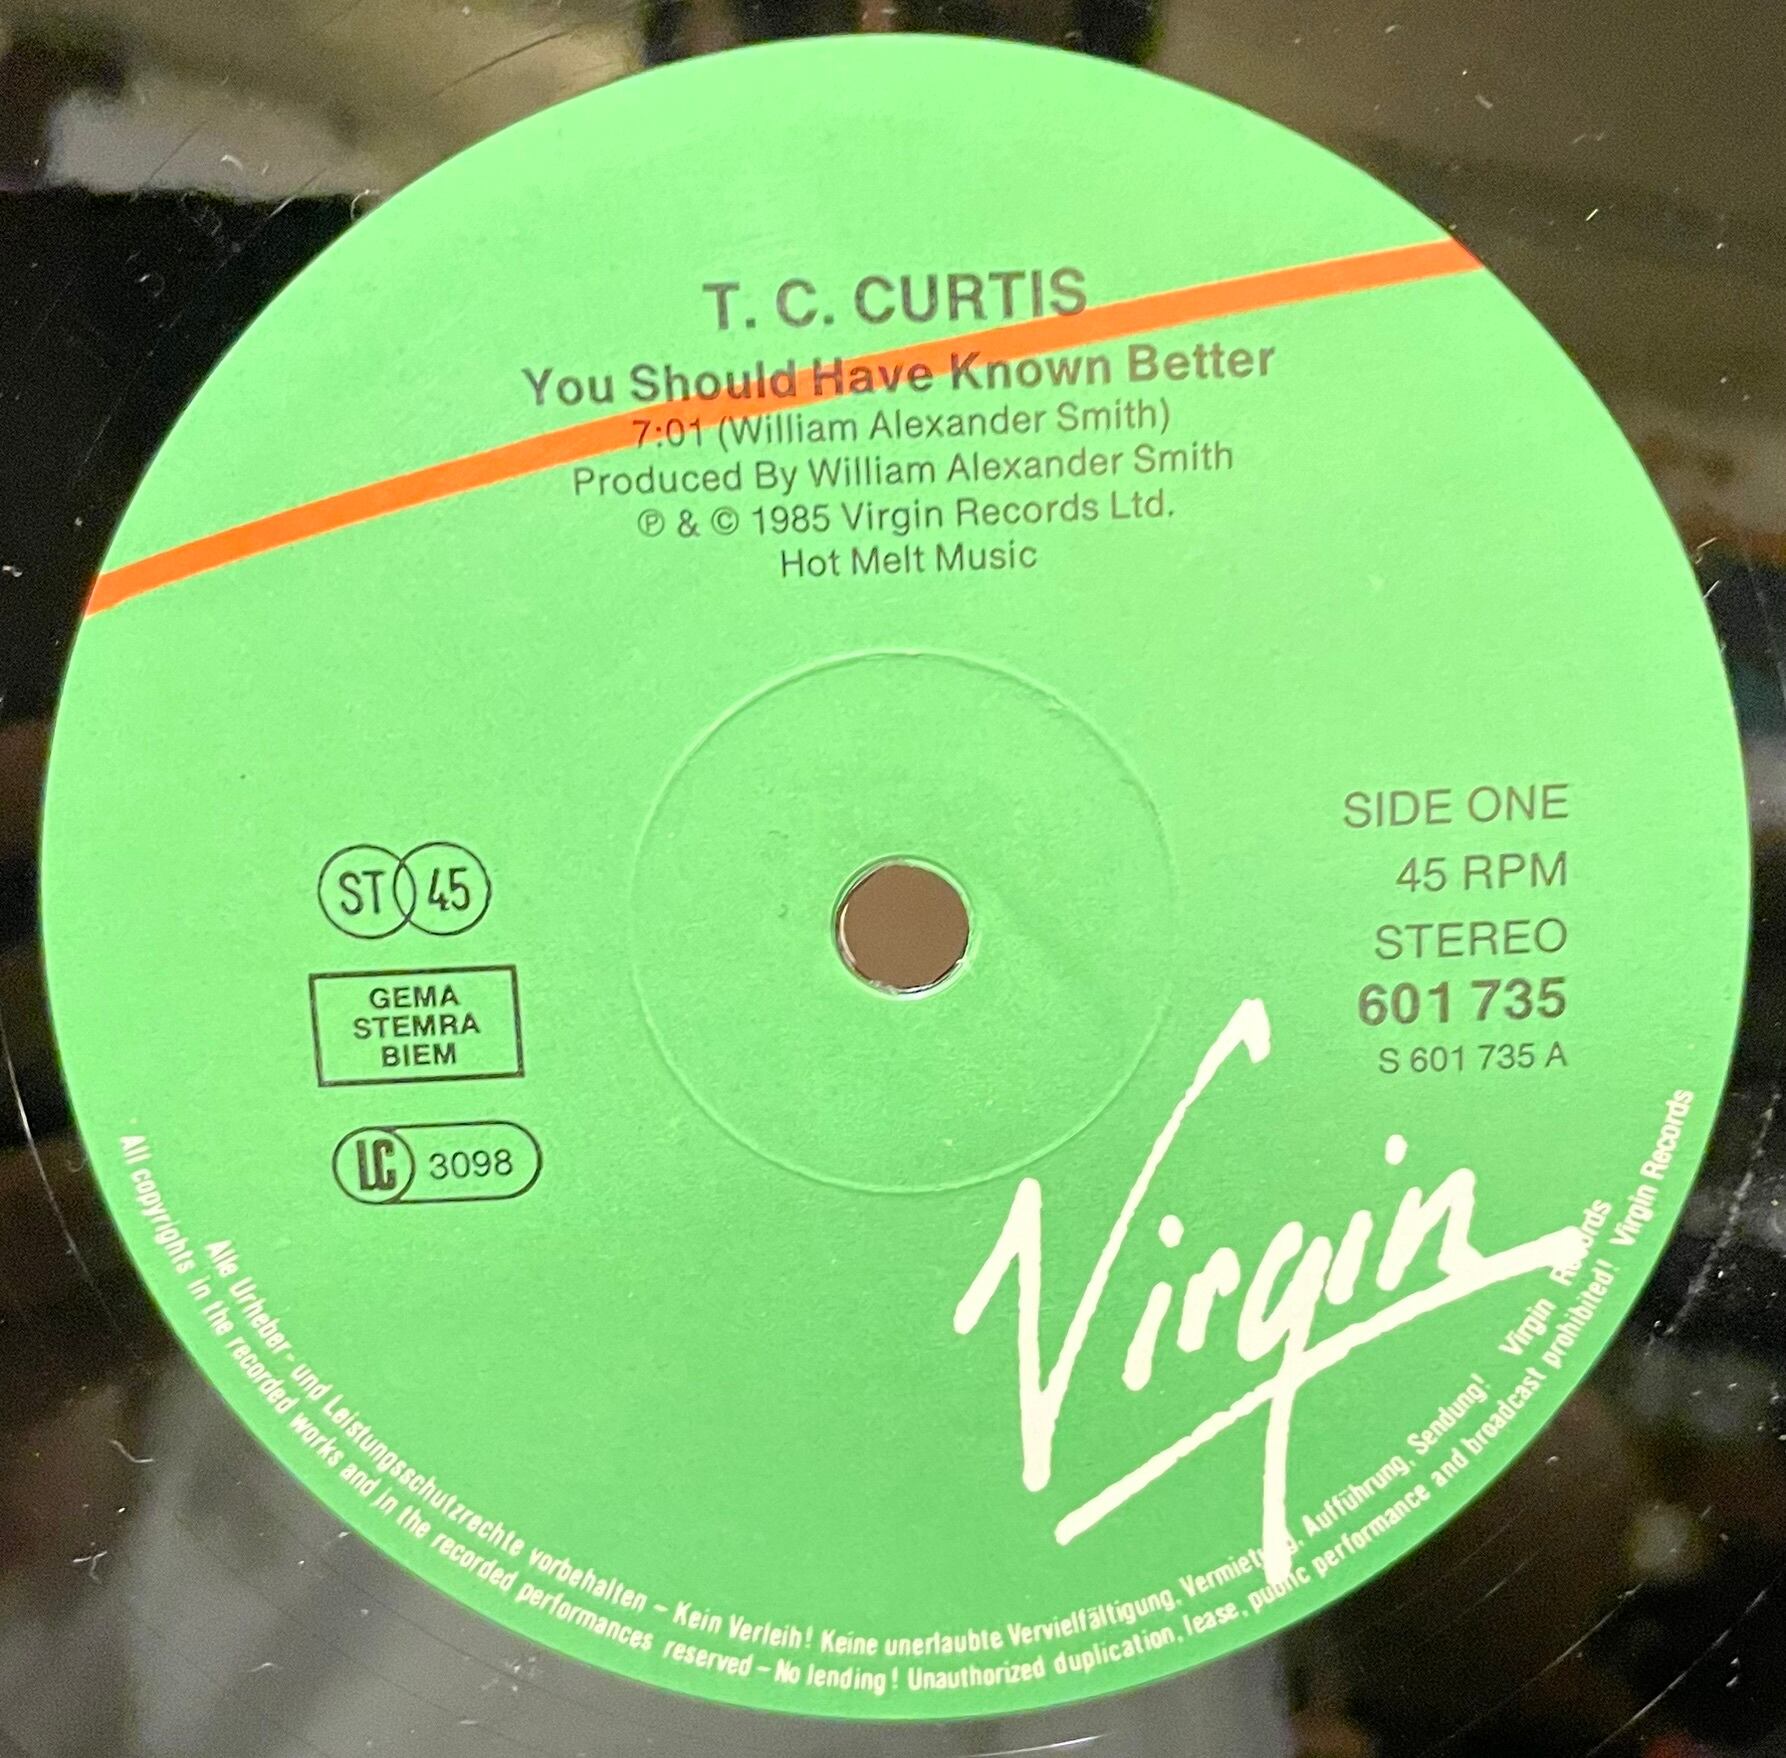 T. C. CURTIS
You Should Have Known Better
7:01 (William Alexander Smith)
Produced By William Alexander Smith
℗ & © 1985 Virgin Records Ltd.
Hot Melt Music
ST 45
GEMA
STEMRA
BIEM
LC 3098
SIDE ONE
45 RPM
STEREO
601 735
S 601 735 A
Virgin
Alle Urheber- und Leistungsschutzrechte vorbehalten – Kein Verleih! Keine unerlaubte Vervielfältigung, Vermietung, Aufführung, Sendung! Virgin Records
All copyrights in the recorded works and in the recorded performances reserved – No lending! Unauthorized duplication, lease, public performance and broadcast prohibited! Virgin Records